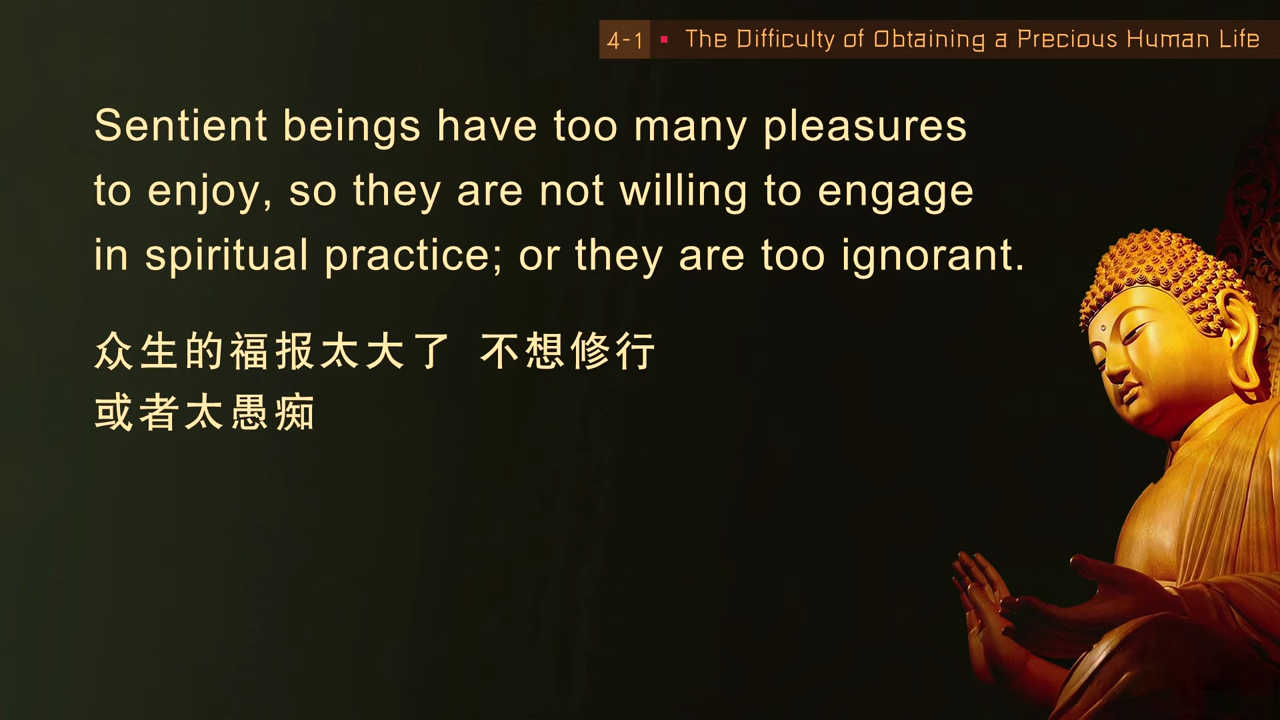 4-1 ▪ The Difficulty of Obtaining a Precious Human Life
Sentient beings have too many pleasures
to enjoy, so they are not willing to engage
in spiritual practice; or they are too ignorant.
众生的福报太大了 不想修行
或者太愚痴